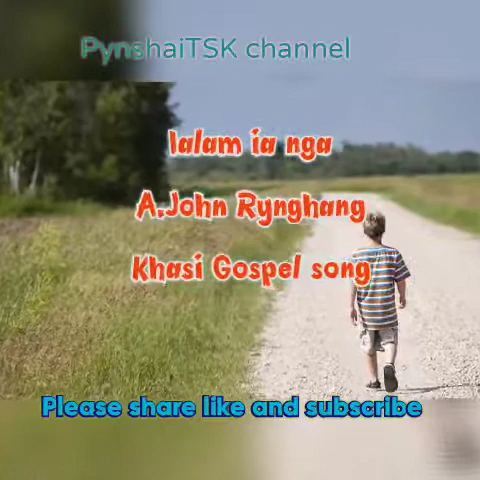 PynshaiTSK channel
Ialam ia nga
A.John Rynghang
Khasi Gospel song
Please share like and subscribe